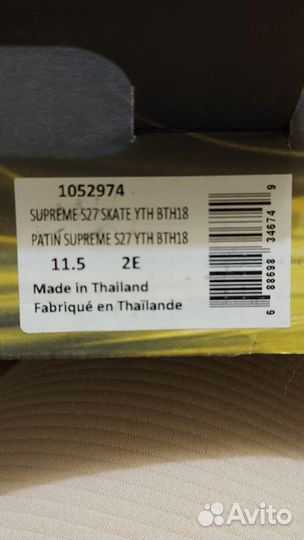 1052974
SUPREME S27 SKATE YTH BTH18
PATIN SUPREME S27 YTH BTH18
11.5 2E
Made in Thailand
Fabriqué en Thaïlande
6 88698 34674 9
Avito